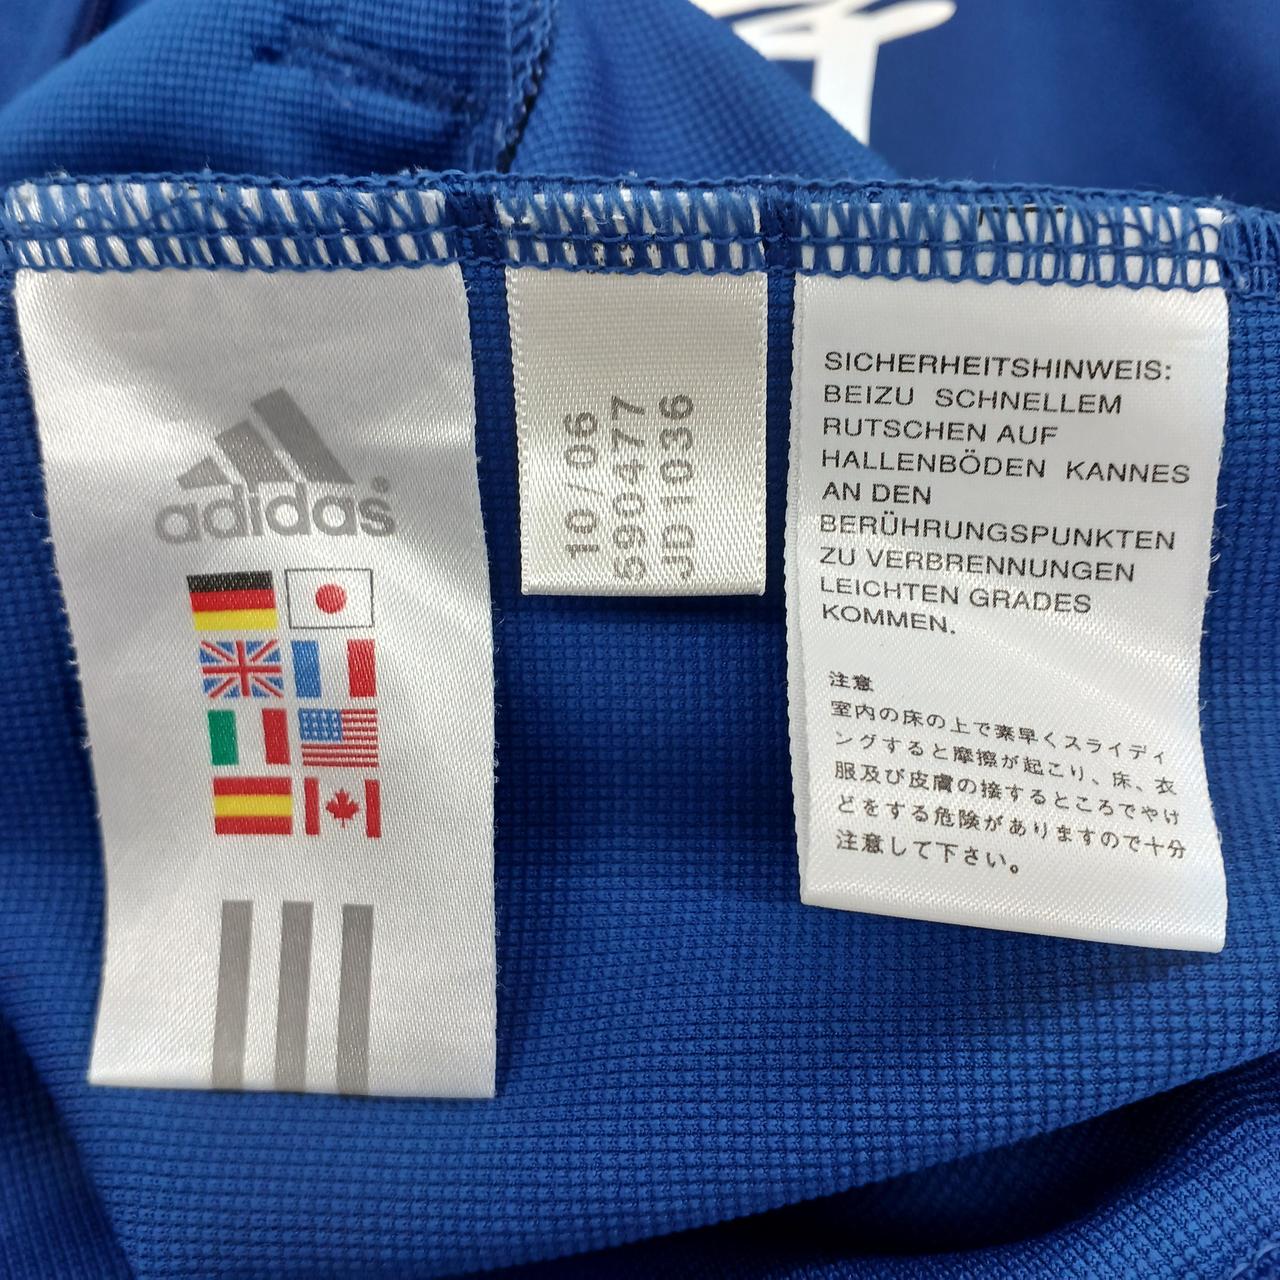 adidas
10/06
690477
JD1036
SICHERHEITSHINWEIS:
BEIZU SCHNELLEM
RUTSCHEN AUF
HALLENBÖDEN KANNES
AN DEN
BERÜHRUNGSPUNKTEN
ZU VERBRENNUNGEN
LEICHTEN GRADES
KOMMEN.
注意
室内の床の上で素早くスライディ
ングすると摩擦が起こり、床、衣
服及び皮膚の接するところでやけ
どをする危険がありますので十分
注意して下さい。